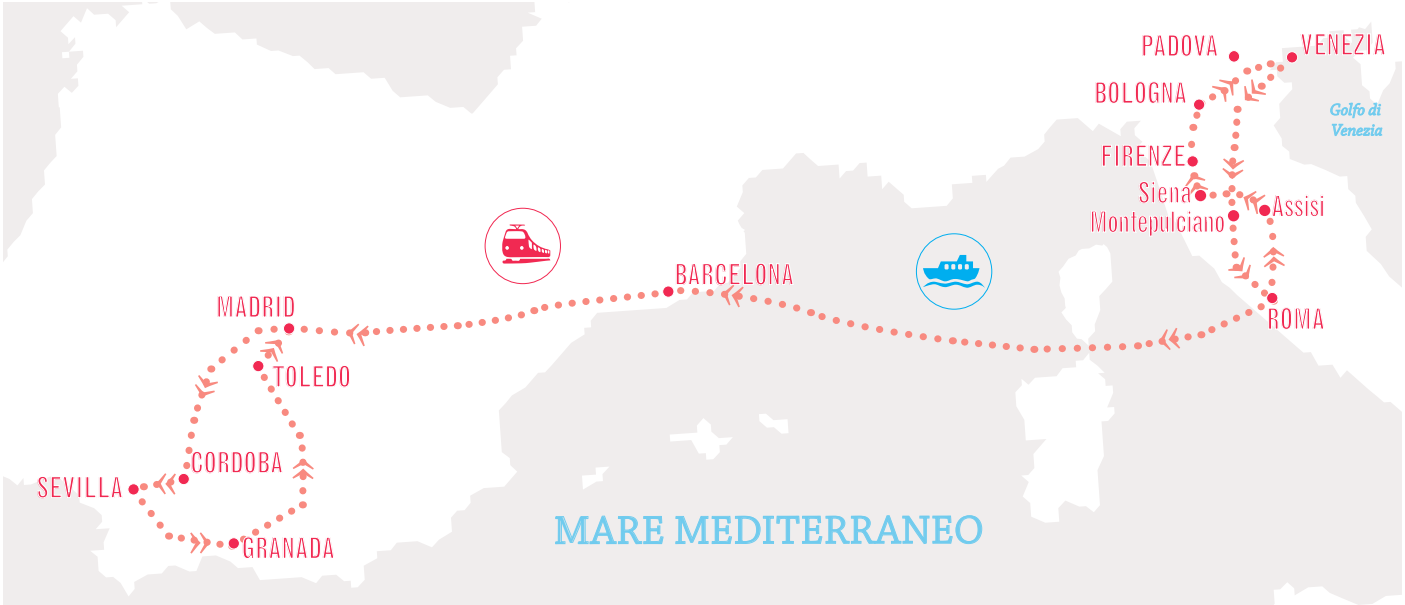 PADOVA
VENEZIA
BOLOGNA
Golfo di
Venezia
FIRENZE
Siena
Assisi
Montepulciano
BARCELONA
MADRID
ROMA
TOLEDO
CORDOBA
SEVILLA
MARE MEDITERRANEO
GRANADA